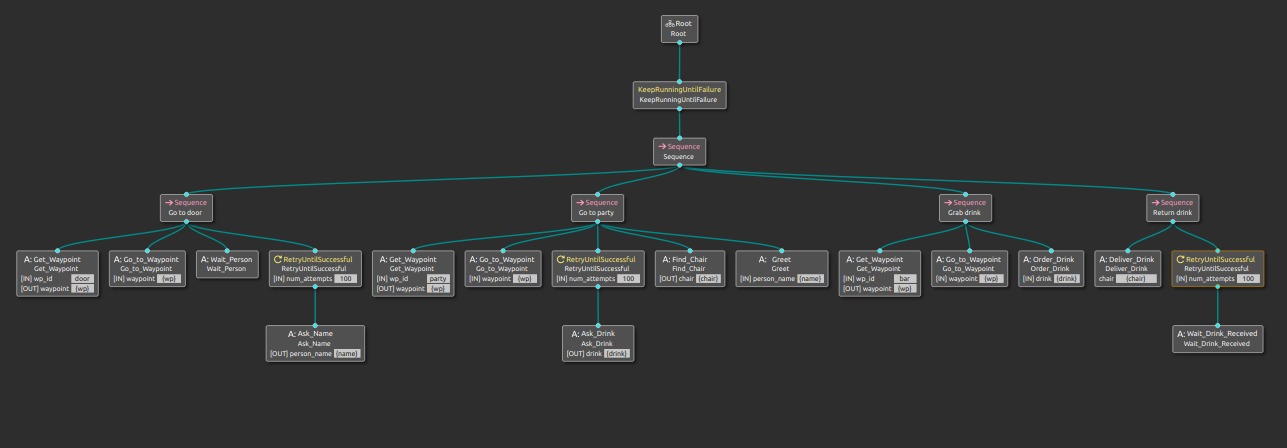 Root
Root
KeepRunningUntilFailure
KeepRunningUntilFailure
Sequence
Sequence
Sequence
Go to door
Sequence
Go to party
Sequence
Grab drink
Sequence
Return drink
A: Get_Waypoint
Get_Waypoint
[IN] wp_id door
[OUT] waypoint {wp}
A: Go_to_Waypoint
Go_to_Waypoint
[IN] waypoint {wp}
A: Wait_Person
Wait_Person
RetryUntilSuccessful
RetryUntilSuccessful
[IN] num_attempts 100
A: Get_Waypoint
Get_Waypoint
[IN] wp_id party
[OUT] waypoint {wp}
A: Go_to_Waypoint
Go_to_Waypoint
[IN] waypoint {wp}
RetryUntilSuccessful
RetryUntilSuccessful
[IN] num_attempts 100
A: Find_Chair
Find_Chair
[OUT] chair {chair}
A: Greet
Greet
[IN] person_name {name}
A: Get_Waypoint
Get_Waypoint
[IN] wp_id bar
[OUT] waypoint {wp}
A: Go_to_Waypoint
Go_to_Waypoint
[IN] waypoint {wp}
A: Order_Drink
Order_Drink
[IN] drink {drink}
A: Deliver_Drink
Deliver_Drink
chair {chair}
RetryUntilSuccessful
RetryUntilSuccessful
[IN] num_attempts 100
A: Ask_Name
Ask_Name
[OUT] person_name {name}
A: Ask_Drink
Ask_Drink
[OUT] drink {drink}
A: Wait_Drink_Received
Wait_Drink_Received